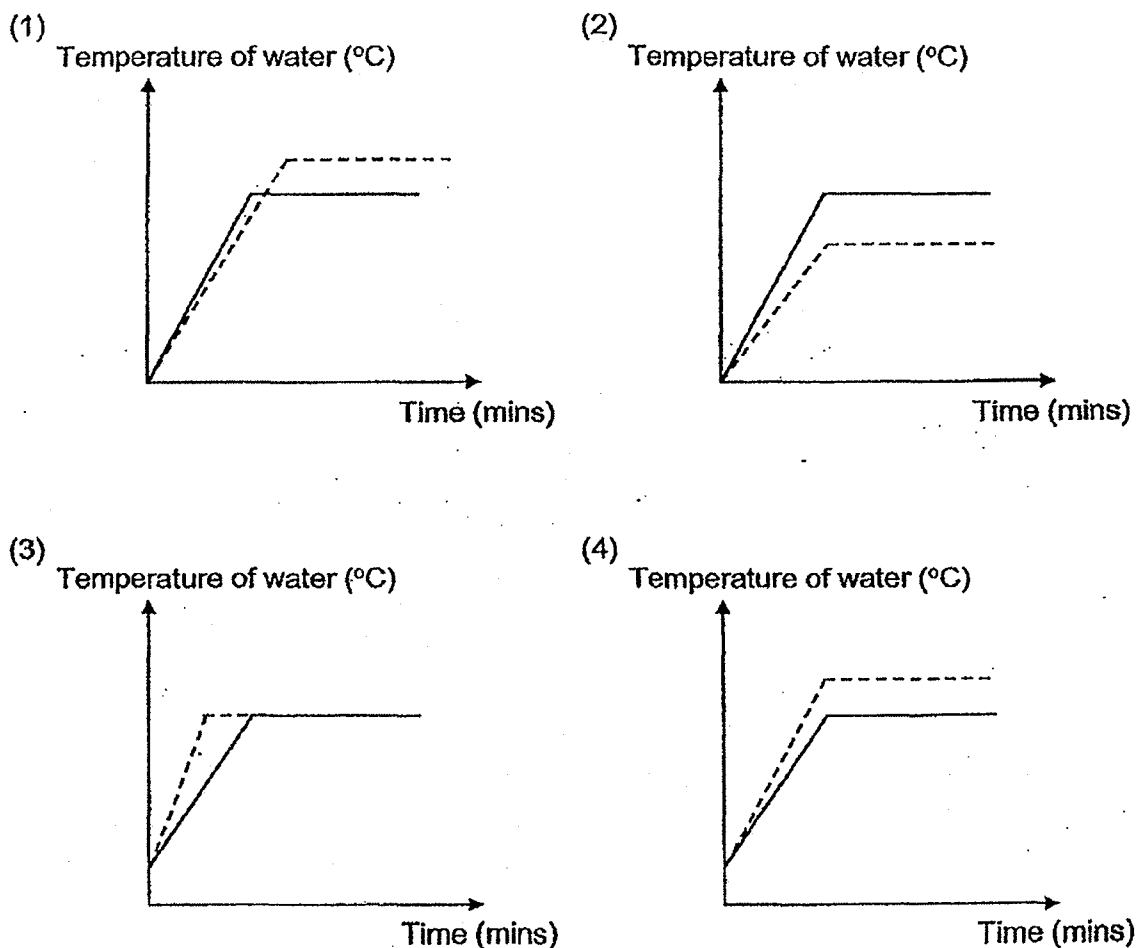 (1)
Temperature of water (°C)
Time (mins)
(2)
Temperature of water (°C)
Time (mins)
(3)
Temperature of water (°C)
Time (mins)
(4)
Temperature of water (°C)
Time (mins)